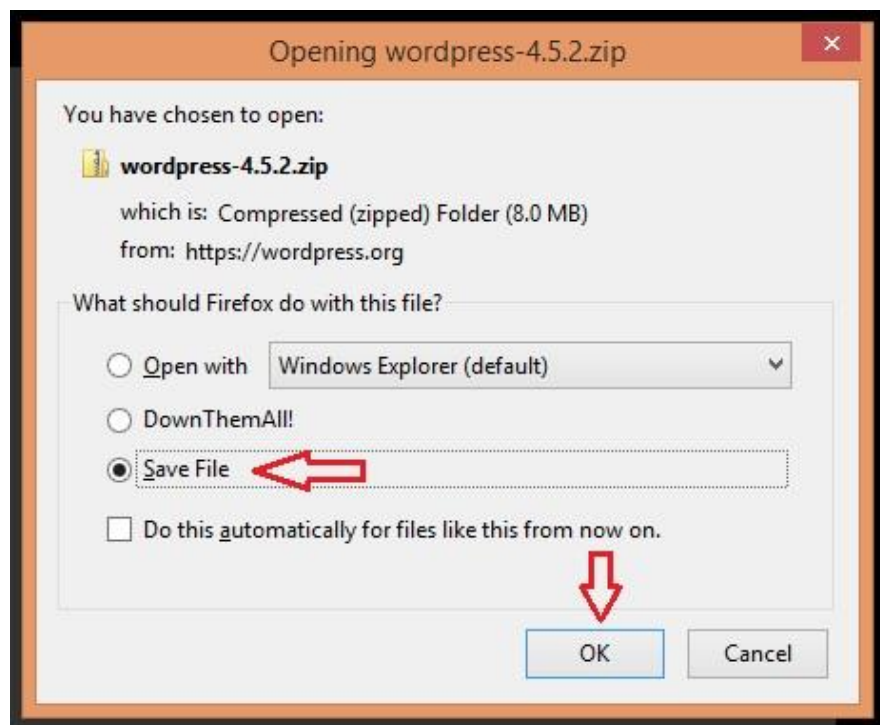 Opening wordpress-4.5.2.zip
You have chosen to open:
wordpress-4.5.2.zip
which is: Compressed (zipped) Folder (8.0 MB)
from: https://wordpress.org
What should Firefox do with this file?
Open with Windows Explorer (default)
DownThemAll!
Save File
Do this automatically for files like this from now on.
OK Cancel